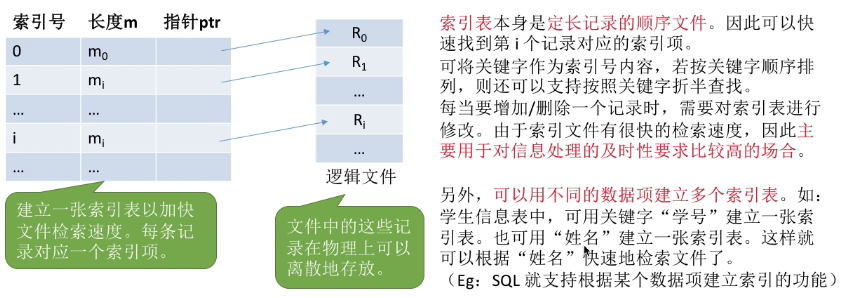 索引号 长度m 指针ptr
0 m0
1 mi
... ...
i mi
... ...
建立一张索引表以加快
文件检索速度。每条记
录对应一个索引项。
R0
R1
...
Ri
...
逻辑文件
文件中的这些记
录在物理上可以
离散地存放。
索引表本身是定长记录的顺序文件。因此可以快
速找到第 i 个记录对应的索引项。
可将关键字作为索引号内容，若按关键字顺序排
列，则还可以支持按照关键字折半查找。
每当要增加/删除一个记录时，需要对索引表进行
修改。由于索引文件有很快的检索速度，因此主
要用于对信息处理的及时性要求比较高的场合。
另外，可以用不同的数据项建立多个索引表。如：
学生信息表中，可用关键字“学号”建立一张索
引表。也可用“姓名”建立一张索引表。这样就
可以根据“姓名”快速地检索文件了。
（Eg：SQL 就支持根据某个数据项建立索引的功能）